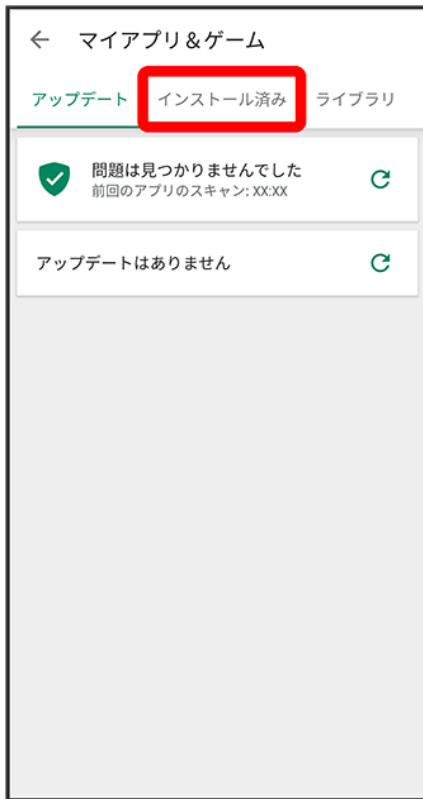 マイアプリ＆ゲーム
アップデート インストール済み ライブラリ
問題は見つかりませんでした
前回のアプリのスキャン: XX:XX
アップデートはありません